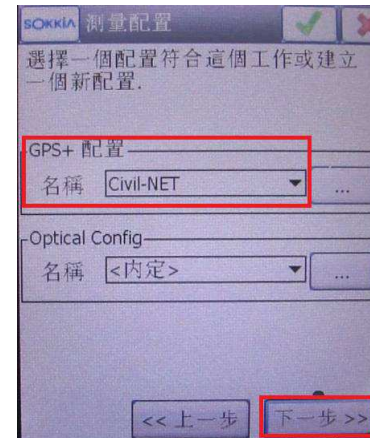 SOKKIA 測量配置
選擇一個配置符合這個工作或建立
一個新配置.
GPS+ 配置
名稱 Civil-NET ...
Optical Config
名稱 <内定> ...
<< 上一步 下一步 >>